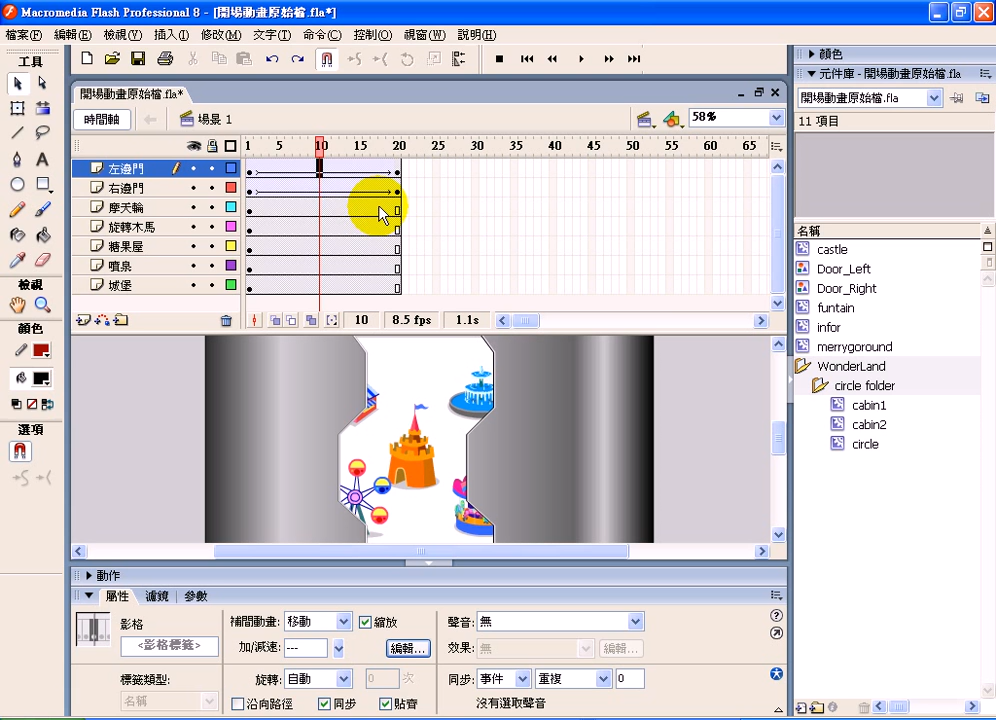 Macromedia Flash Professional 8 - [開場動畫原始檔.fla*]
檔案(F) 編輯(E) 檢視(V) 插入(I) 修改(M) 文字(T) 命令(C) 控制(O) 視窗(W) 說明(H)
工具
檢視
顏色
選項
開場動畫原始檔.fla*
時間軸
場景 1
58%
1 5 10 15 20 25 30 35 40 45 50 55 60 65
左邊門
右邊門
摩天輪
旋轉木馬
糖果屋
噴泉
城堡
10 8.5 fps 1.1s
動作
屬性 濾鏡 參數
影格
<影格標籤>
標籤類型:
名稱
補間動畫: 移動 縮放
加/減速: --- 編輯...
旋轉: 自動 0 次
沿向路徑 同步 貼齊
聲音: 無
效果: 無 編輯...
同步: 事件 重複 0
沒有選取聲音
顏色
元件庫 - 開場動畫原始檔.fla
開場動畫原始檔.fla
11 項目
名稱
castle
Door_Left
Door_Right
funtain
infor
merrygoround
WonderLand
circle folder
cabin1
cabin2
circle